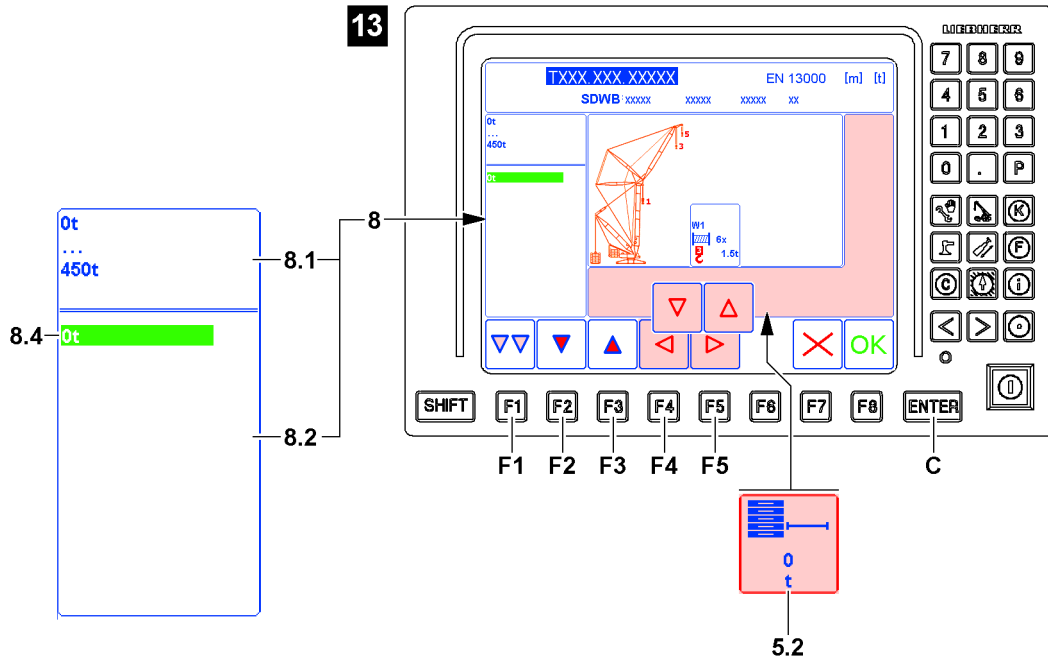 13
LIEBHERR
TXXX.XXX.XXXXX EN 13000 [m] [t]
SDWB xxxxx xxxxx xxxxx xx
0t
...
450t
0t
5
3
1
W1
6x
3
1.5t
OK
7 8 9
4 5 6
1 2 3
0 . P
K
F
C i
SHIFT F1 F2 F3 F4 F5 F6 F7 F8 ENTER
F1 F2 F3 F4 F5 C
0t
...
450t
0t
8
8.1
8.4
8.2
0
t
5.2